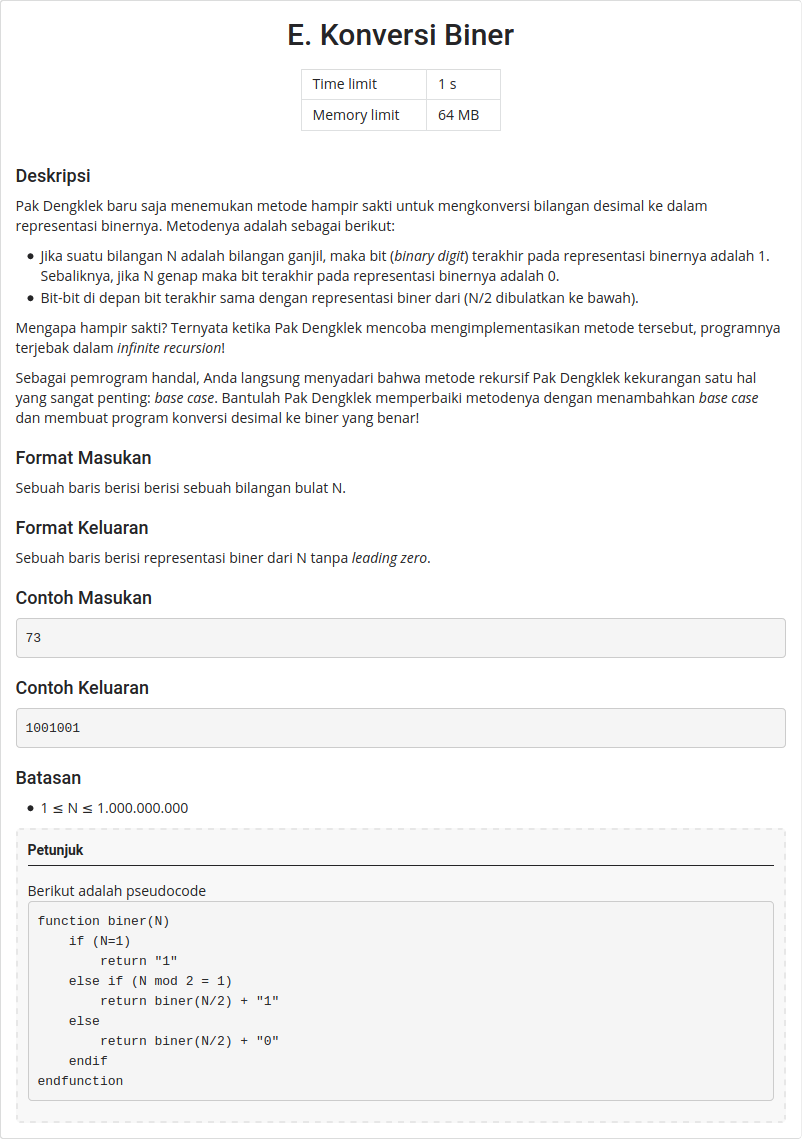 E. Konversi Biner
Time limit 1 s
Memory limit 64 MB
Deskripsi
Pak Dengklek baru saja menemukan metode hampir sakti untuk mengkonversi bilangan desimal ke dalam
representasi binernya. Metodenya adalah sebagai berikut:
• Jika suatu bilangan N adalah bilangan ganjil, maka bit (binary digit) terakhir pada representasi binernya adalah 1.
Sebaliknya, jika N genap maka bit terakhir pada representasi binernya adalah 0.
• Bit-bit di depan bit terakhir sama dengan representasi biner dari (N/2 dibulatkan ke bawah).
Mengapa hampir sakti? Ternyata ketika Pak Dengklek mencoba mengimplementasikan metode tersebut, programnya
terjebak dalam infinite recursion!
Sebagai pemrogram handal, Anda langsung menyadari bahwa metode rekursif Pak Dengklek kekurangan satu hal
yang sangat penting: base case. Bantulah Pak Dengklek memperbaiki metodenya dengan menambahkan base case
dan membuat program konversi desimal ke biner yang benar!
Format Masukan
Sebuah baris berisi berisi sebuah bilangan bulat N.
Format Keluaran
Sebuah baris berisi representasi biner dari N tanpa leading zero.
Contoh Masukan
73
Contoh Keluaran
1001001
Batasan
• 1 ≤ N ≤ 1.000.000.000
Petunjuk
Berikut adalah pseudocode
function biner(N)
    if (N=1)
        return "1"
    else if (N mod 2 = 1)
        return biner(N/2) + "1"
    else
        return biner(N/2) + "0"
    endif
endfunction